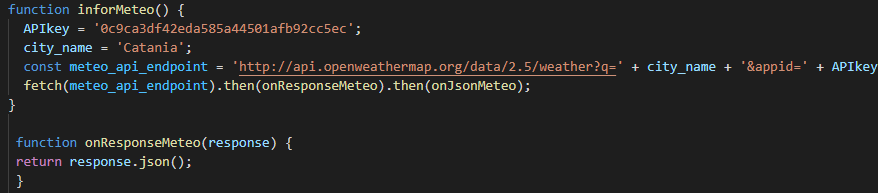 function inforMeteo() {
APIkey = '0c9ca3df42eda585a44501afb92cc5ec';
city_name = 'Catania';
const meteo_api_endpoint = 'http://api.openweathermap.org/data/2.5/weather?q=' + city_name + '&appid=' + APIkey
fetch(meteo_api_endpoint).then(onResponseMeteo).then(onJsonMeteo);
}
function onResponseMeteo(response) {
return response.json();
}